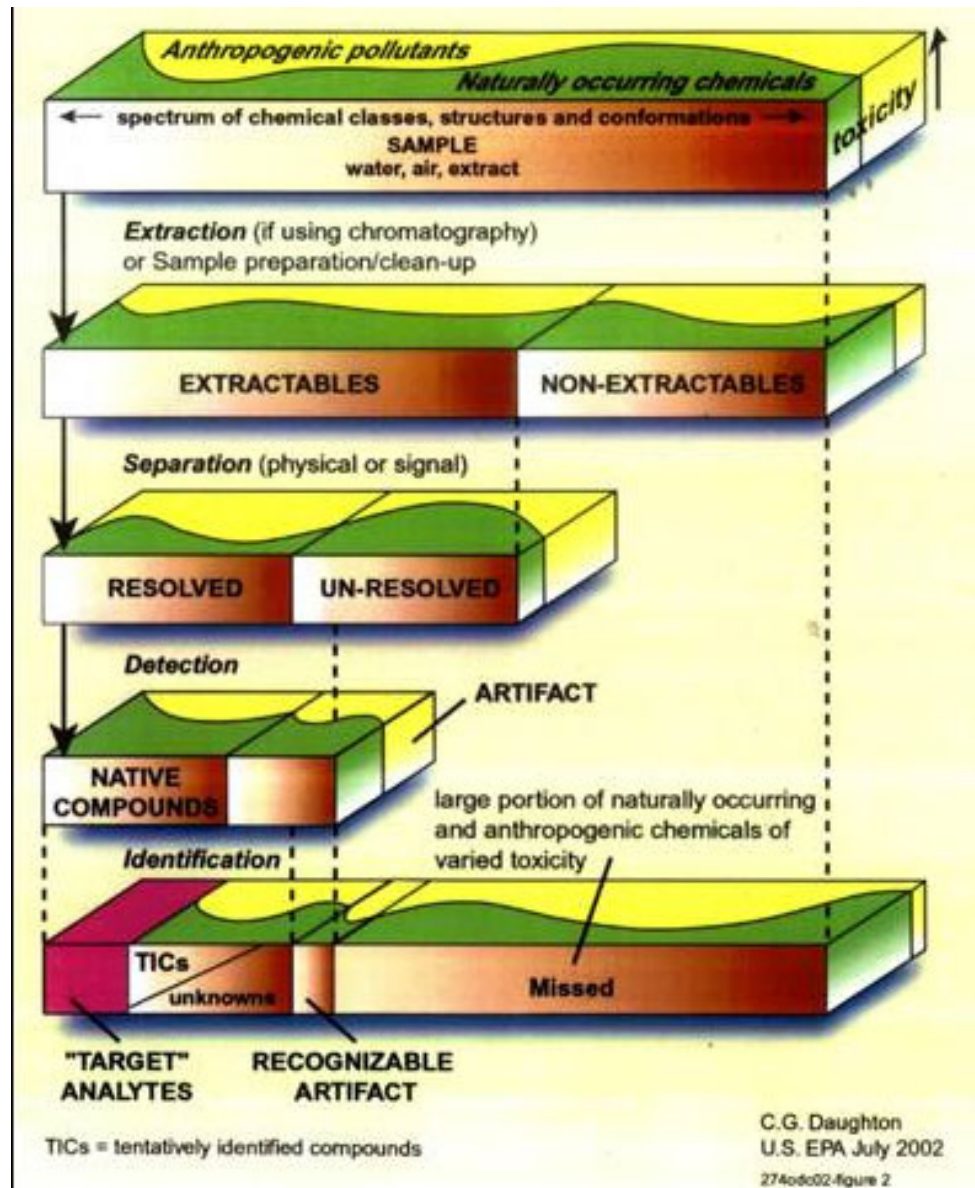 Anthropogenic pollutants
Naturally occurring chemicals
toxicity
spectrum of chemical classes, structures and conformations
SAMPLE
water, air, extract
Extraction (if using chromatography)
or Sample preparation/clean-up
EXTRACTABLES
NON-EXTRACTABLES
Separation (physical or signal)
RESOLVED
UN-RESOLVED
Detection
ARTIFACT
NATIVE
COMPOUNDS
large portion of naturally occurring
and anthropogenic chemicals of
varied toxicity
Identification
TICs
unknowns
Missed
"TARGET"
ANALYTES
RECOGNIZABLE
ARTIFACT
TICs = tentatively identified compounds
C.G. Daughton
U.S. EPA July 2002
274odc02-figure 2